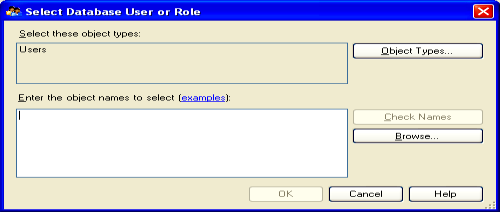 Select Database User or Role
Select these object types:
Users
Object Types...
Enter the object names to select (examples):
Check Names
Browse...
OK
Cancel
Help